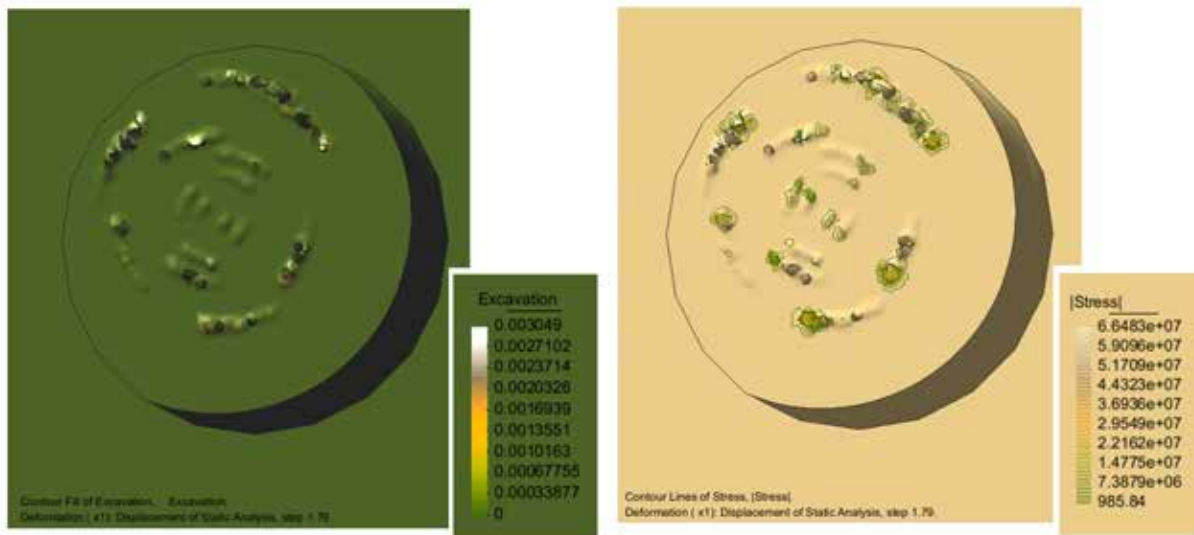 Excavation
0.003049
0.0027102
0.0023714
0.0020326
0.0016939
0.0013551
0.0010163
0.00067755
0.00033877
0
Contour Fill of Excavation, Excavation.
Deformation ( x1): Displacement of Static Analysis, step 1.79.
|Stress|
6.6483e+07
5.9096e+07
5.1709e+07
4.4323e+07
3.6936e+07
2.9549e+07
2.2162e+07
1.4775e+07
7.3879e+06
985.84
Contour Lines of Stress, |Stress|.
Deformation ( x1): Displacement of Static Analysis, step 1.79.